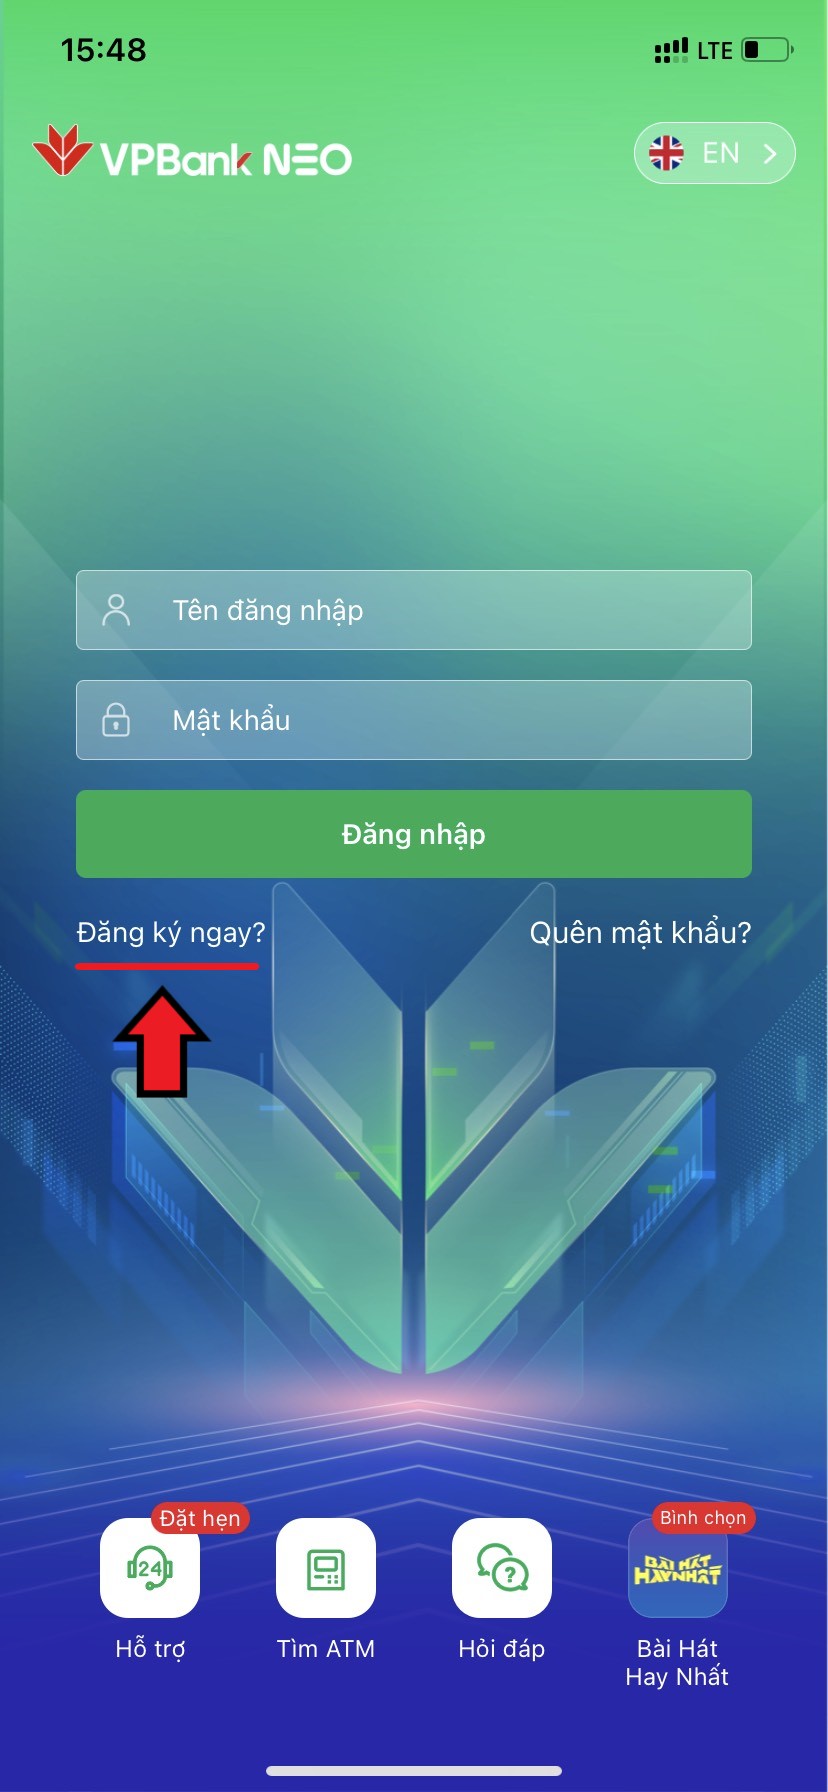 15:48
LTE
VPBank NEO
EN
Tên đăng nhập
Mật khẩu
Đăng nhập
Đăng ký ngay?
Quên mật khẩu?
Đặt hẹn
Bình chọn
24
?
BÀI HÁT
HAY NHẤT
Hỗ trợ
Tìm ATM
Hỏi đáp
Bài Hát
Hay Nhất